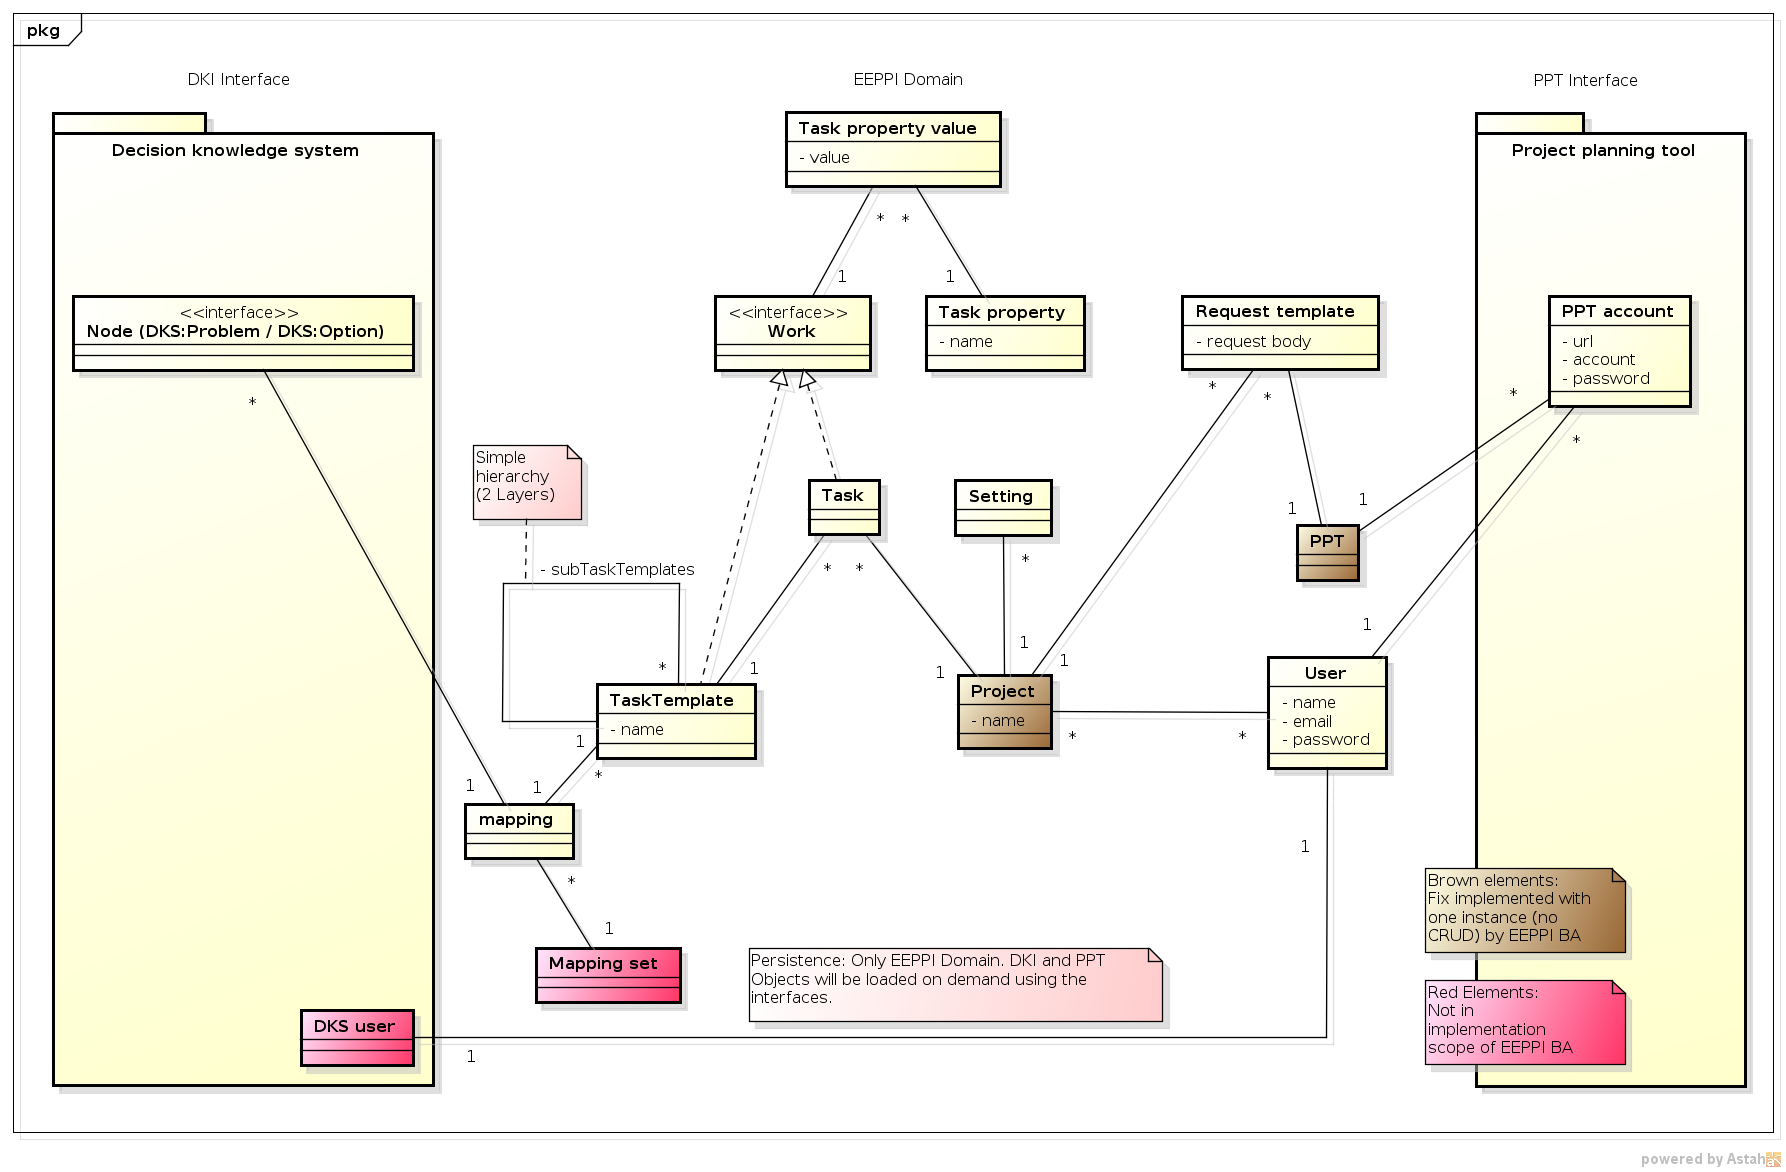 pkg
DKI Interface
EEPPI Domain
PPT Interface
Decision knowledge system
Task property value
- value
Project planning tool
* *
1 1
<<interface>>
Node (DKS:Problem / DKS:Option)
<<interface>>
Work
Task property
- name
Request template
- request body
PPT account
- url
- account
- password
*
* *
*
*
Simple
hierarchy
(2 Layers)
Task
Setting
1
1
PPT
- subTaskTemplates
* *
*
*
1
1
1
1
1
TaskTemplate
- name
Project
- name
User
- name
- email
- password
* *
1
*
1
1
mapping
*
1
1
Mapping set
Brown elements:
Fix implemented with
one instance (no
CRUD) by EEPPI BA
Persistence: Only EEPPI Domain. DKI and PPT
Objects will be loaded on demand using the
interfaces.
Red Elements:
Not in
implementation
scope of EEPPI BA
DKS user
1
powered by Astah